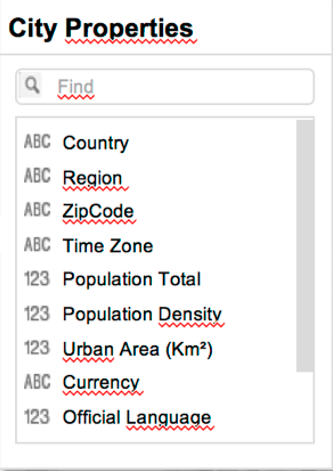 City Properties
Find
ABC Country
ABC Region
ABC ZipCode
ABC Time Zone
123 Population Total
123 Population Density
123 Urban Area (Km²)
ABC Currency
123 Official Language